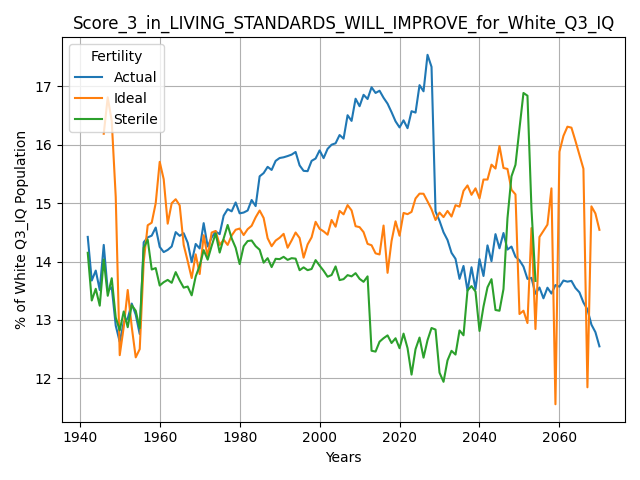 Score_3_in_LIVING_STANDARDS_WILL_IMPROVE_for_White_Q3_IQ
Fertility
Actual
Ideal
Sterile
% of White Q3_IQ Population
17
16
15
14
13
12
1940
1960
1980
2000
2020
2040
2060
Years